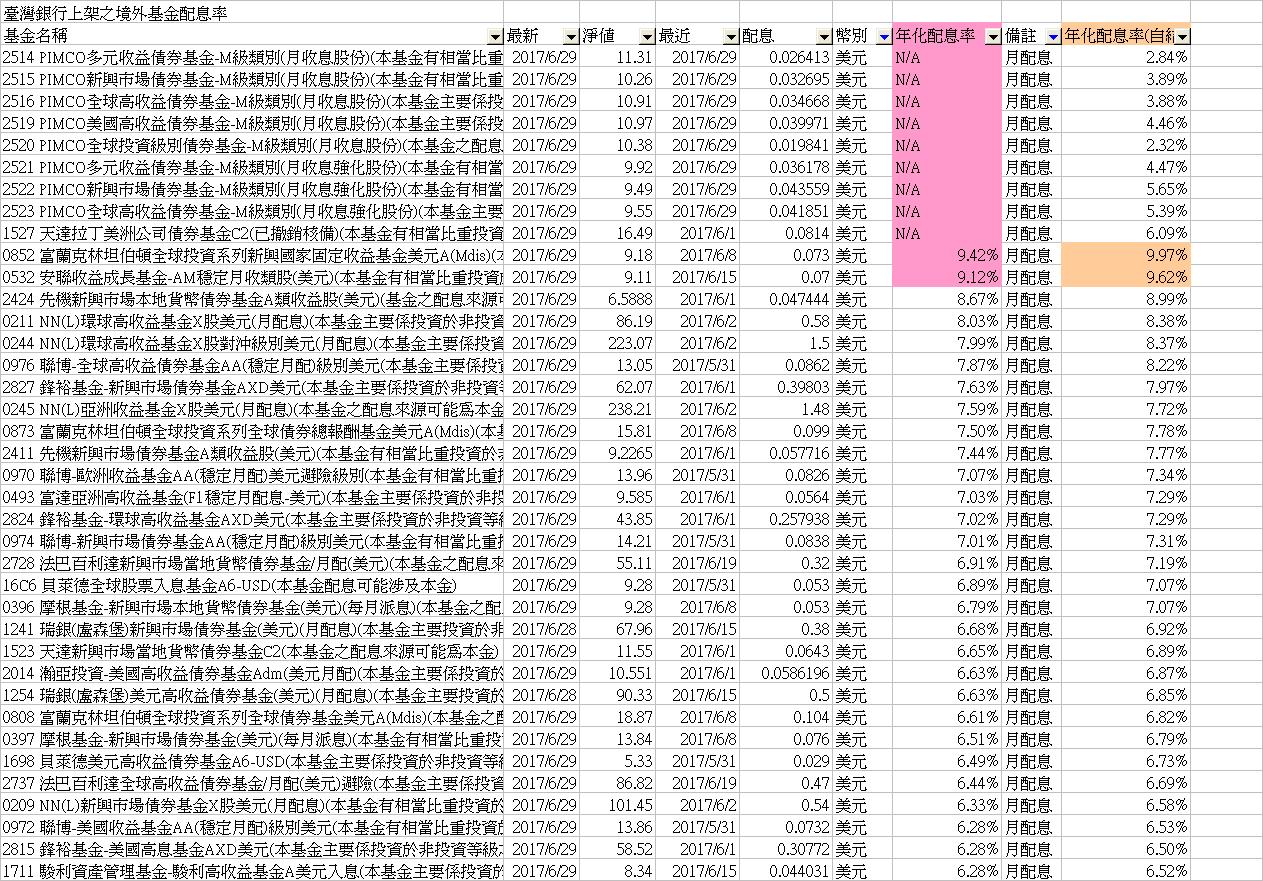 臺灣銀行上架之境外基金配息率
基金名稱 最新 淨值 最近 配息 幣別 年化配息率 備註 年化配息率(自結
2514 PIMCO多元收益債券基金-M級類別(月收息股份)(本基金有相當比重 2017/6/29 11.31 2017/6/29 0.026413 美元 N/A 月配息 2.84%
2515 PIMCO新興市場債券基金-M級類別(月收息股份)(本基金有相當比重 2017/6/29 10.26 2017/6/29 0.032695 美元 N/A 月配息 3.89%
2516 PIMCO全球高收益債券基金-M級類別(月收息股份)(本基金主要係投 2017/6/29 10.91 2017/6/29 0.034668 美元 N/A 月配息 3.88%
2519 PIMCO美國高收益債券基金-M級類別(月收息股份)(本基金主要係投 2017/6/29 10.97 2017/6/29 0.039971 美元 N/A 月配息 4.46%
2520 PIMCO全球投資級別債券基金-M級類別(月收息股份)(本基金之配息 2017/6/29 10.38 2017/6/29 0.019841 美元 N/A 月配息 2.32%
2521 PIMCO多元收益債券基金-M級類別(月收息強化股份)(本基金有相當 2017/6/29 9.92 2017/6/29 0.036178 美元 N/A 月配息 4.47%
2522 PIMCO新興市場債券基金-M級類別(月收息強化股份)(本基金有相當 2017/6/29 9.49 2017/6/29 0.043559 美元 N/A 月配息 5.65%
2523 PIMCO全球高收益債券基金-M級類別(月收息強化股份)(本基金主要 2017/6/29 9.55 2017/6/29 0.041851 美元 N/A 月配息 5.39%
1527 天達拉丁美洲公司債券基金C2(已撤銷核備)(本基金有相當比重投資 2017/6/29 16.49 2017/6/1 0.0814 美元 N/A 月配息 6.09%
0852 富蘭克林坦伯頓全球投資系列新興國家固定收益基金美元A(Mdis)(本 2017/6/29 9.18 2017/6/8 0.073 美元 9.42% 月配息 9.97%
0532 安聯收益成長基金-AM穩定月收類股(美元)(本基金有相當比重投資於 2017/6/29 9.11 2017/6/15 0.07 美元 9.12% 月配息 9.62%
2424 先機新興市場本地貨幣債券基金A類收益股(美元)(基金之配息來源可 2017/6/29 6.5888 2017/6/1 0.047444 美元 8.67% 月配息 8.99%
0211 NN(L)環球高收益基金X股美元(月配息)(本基金主要係投資於非投資 2017/6/29 86.19 2017/6/2 0.58 美元 8.03% 月配息 8.38%
0244 NN(L)環球高收益基金X股對沖級別美元(月配息)(本基金主要係投資 2017/6/29 223.07 2017/6/2 1.5 美元 7.99% 月配息 8.37%
0976 聯博-全球高收益債券基金AA(穩定月配)級別美元(本基金主要係投資 2017/6/29 13.05 2017/5/31 0.0862 美元 7.87% 月配息 8.22%
2827 鋒裕基金-新興市場債券基金AXD美元(本基金主要係投資於非投資等 2017/6/29 62.07 2017/6/1 0.39803 美元 7.63% 月配息 7.97%
0245 NN(L)亞洲收益基金X股美元(月配息)(本基金之配息來源可能為本金 2017/6/29 238.21 2017/6/2 1.48 美元 7.59% 月配息 7.72%
0873 富蘭克林坦伯頓全球投資系列全球債券總報酬基金美元A(Mdis)(本基 2017/6/29 15.81 2017/6/8 0.099 美元 7.50% 月配息 7.78%
2411 先機新興市場債券基金A類收收益股(美元)(本基金有相當比重投資於 2017/6/29 9.2265 2017/6/1 0.057716 美元 7.44% 月配息 7.77%
0970 聯博-歐洲收益基金AA(穩定月配)美元避險級別(本基金有相當比重投 2017/6/29 13.96 2017/5/31 0.0826 美元 7.07% 月配息 7.34%
0493 富達亞洲高收益基金(F1穩定月配息-美元)(本基金主要係投資於非投 2017/6/29 9.585 2017/6/1 0.0564 美元 7.03% 月配息 7.29%
2824 鋒裕基金-環球高收益基金AXD美元(本基金主要係投資於非投資等級 2017/6/29 43.85 2017/6/1 0.257938 美元 7.02% 月配息 7.29%
0974 聯博-新興市場債券基金AA(穩定月配)級別美元(本基金主要係投資於 2017/6/29 14.21 2017/5/31 0.0838 美元 7.01% 月配息 7.31%
2728 法巴百利達新興市場當地貨幣債券基金/月配(美元)(本基金之配息來 2017/6/29 55.11 2017/6/19 0.32 美元 6.91% 月配息 7.19%
16C6 貝萊德全球股票入息基金A6-USD(本基金配息可能涉及本金) 2017/6/29 9.28 2017/5/31 0.053 美元 6.89% 月配息 7.07%
0396 摩根基金-新興市場本地貨幣債券基金(美元)(每月派息)(本基金之配 2017/6/29 9.28 2017/6/8 0.053 美元 6.79% 月配息 7.07%
1241 瑞銀(盧森堡)新興市場債券基金(美元)(月配息)(本基金主要投資於非 2017/6/28 67.96 2017/6/15 0.38 美元 6.68% 月配息 6.92%
1523 天達新興市場當地貨幣債券基金C2(本基金之配息來源可能為本金) 2017/6/29 11.55 2017/6/1 0.0643 美元 6.65% 月配息 6.89%
2014 瀚亞投資-美國高收益債券基金Adm(美元月配)(本基金主要係投資於 2017/6/29 10.551 2017/6/1 0.0586196 美元 6.63% 月配息 6.87%
1254 瑞銀(盧森堡)美元高收益債券基金(美元)(月配息)(本基金主要投資於 2017/6/28 90.33 2017/6/15 0.5 美元 6.63% 月配息 6.85%
0808 富蘭克林坦伯頓全球投資系列全球債券基金美元A(Mdis)(本基金之配 2017/6/29 18.87 2017/6/8 0.104 美元 6.61% 月配息 6.82%
0397 摩根基金-新興市場債券基金(美元)(每月派息)(本基金有相當比重投 2017/6/29 13.84 2017/6/8 0.076 美元 6.51% 月配息 6.79%
1698 貝萊德美元高收益債券基金A6-USD(本基金主要係投資於非投資等級 2017/6/29 5.33 2017/5/31 0.029 美元 6.49% 月配息 6.73%
2737 法巴百利達全球高收益債券基金/月配(美元)避險(本基金主要係投資 2017/6/29 86.82 2017/6/19 0.47 美元 6.44% 月配息 6.69%
0209 NN(L)新興市場債券基金X股美元(月配息)(本基金有相當比重投資於 2017/6/29 101.45 2017/6/2 0.54 美元 6.33% 月配息 6.58%
0972 聯博-美國收益基金AA(穩定月配)級別美元(本基金有相當比重投資於 2017/6/29 13.86 2017/5/31 0.0732 美元 6.28% 月配息 6.53%
2815 鋒裕基金-美國高息基金AXD美元(本基金主要係投資於非投資等級 2017/6/29 58.52 2017/6/1 0.30772 美元 6.28% 月配息 6.50%
1711 駿利資產管理基金-駿利高收益基金A美元入息(本基金主要係投資於 2017/6/29 8.34 2017/6/15 0.044031 美元 6.28% 月配息 6.52%